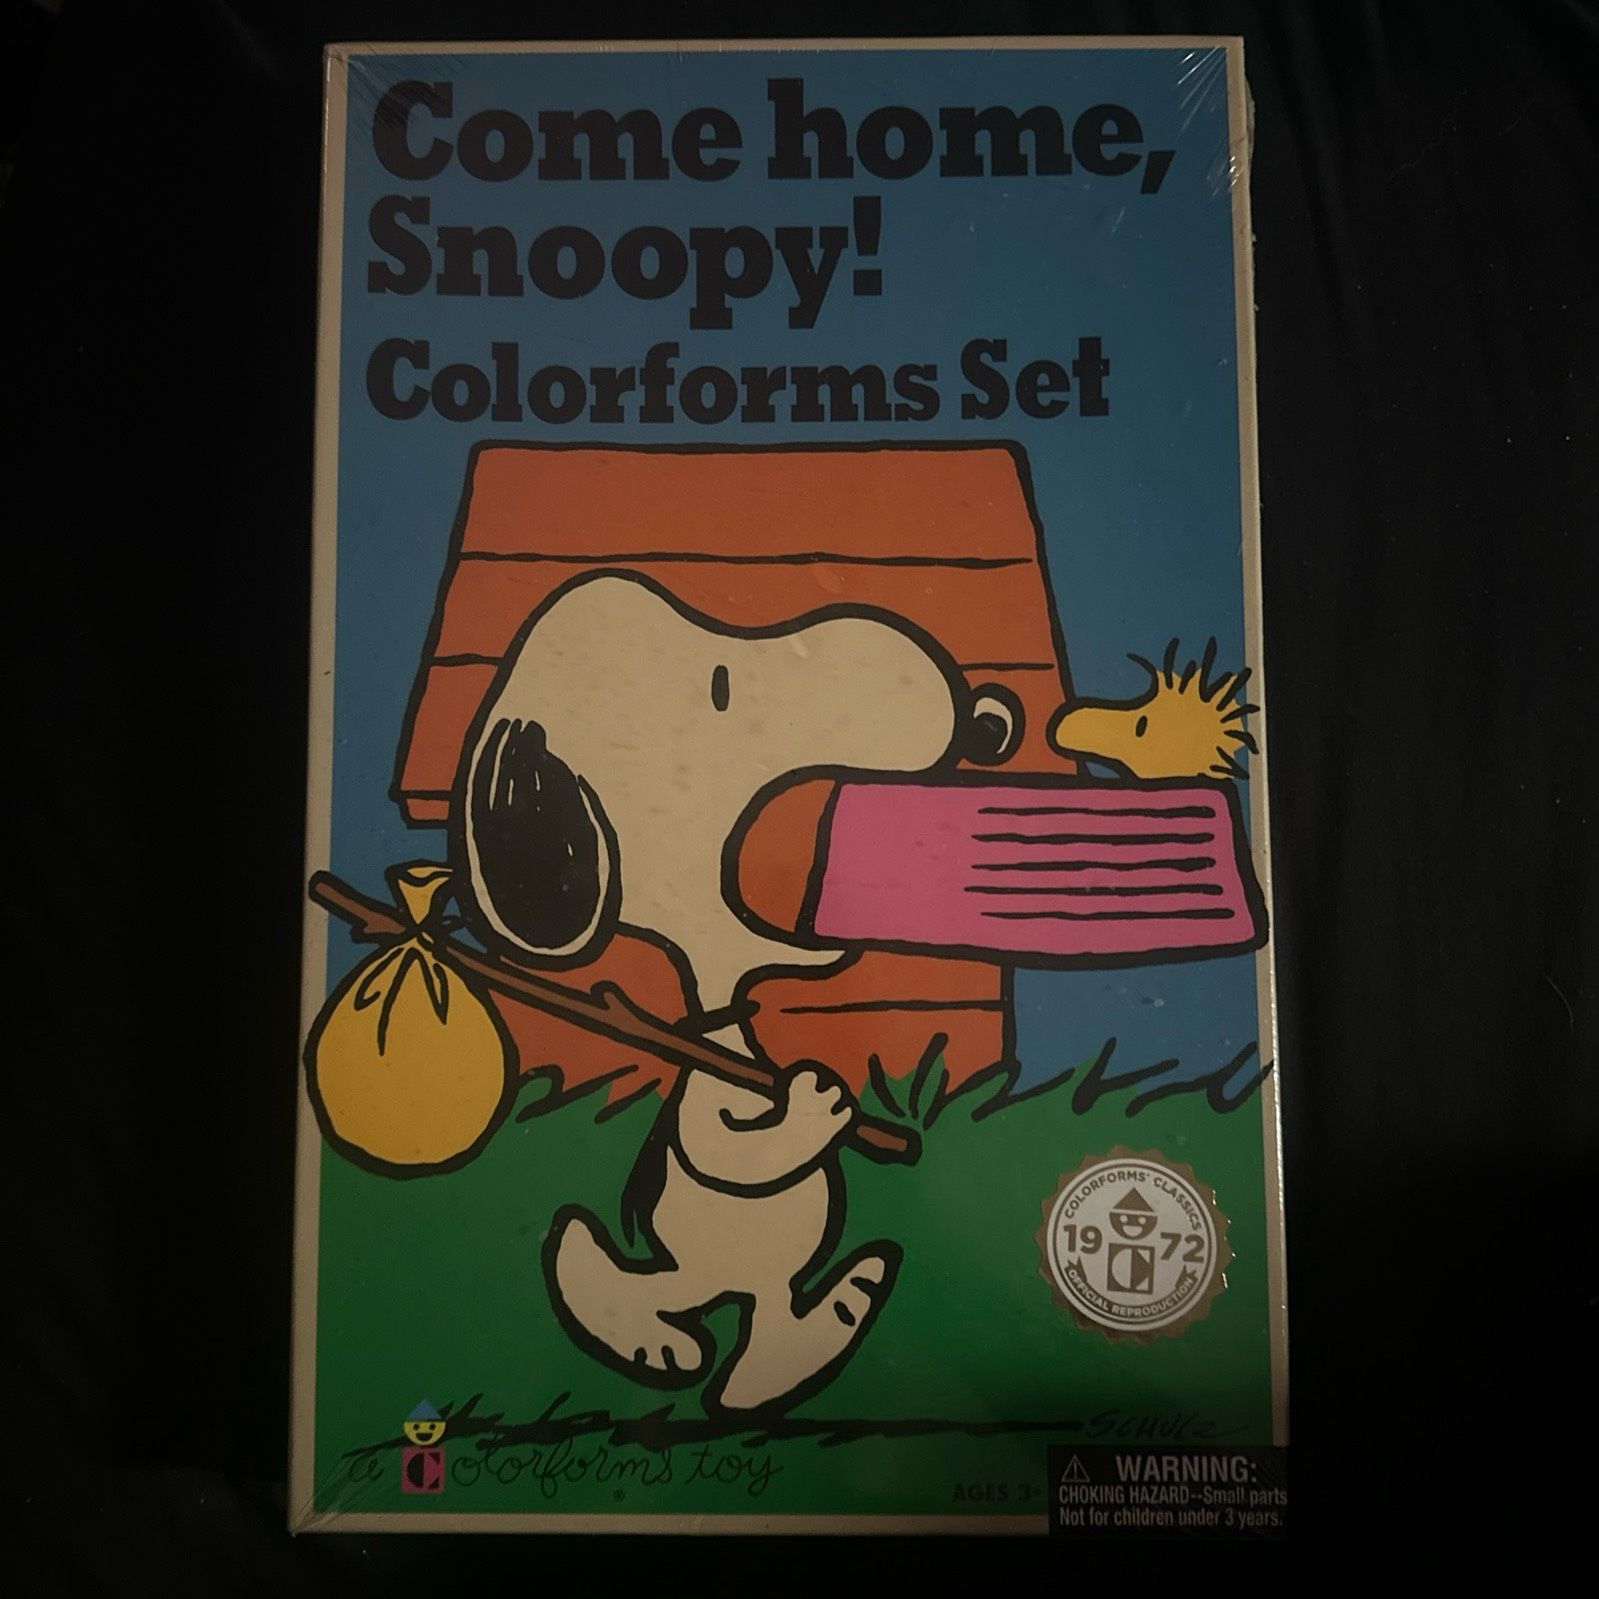 Come home,
Snoopy!
Colorforms Set
COLORFORMS® CLASSICS
19 72
C
OFFICIAL REPRODUCTION
SCHULZ
a Colorforms toy
®
AGES 3+
WARNING:
CHOKING HAZARD--Small parts
Not for children under 3 years.